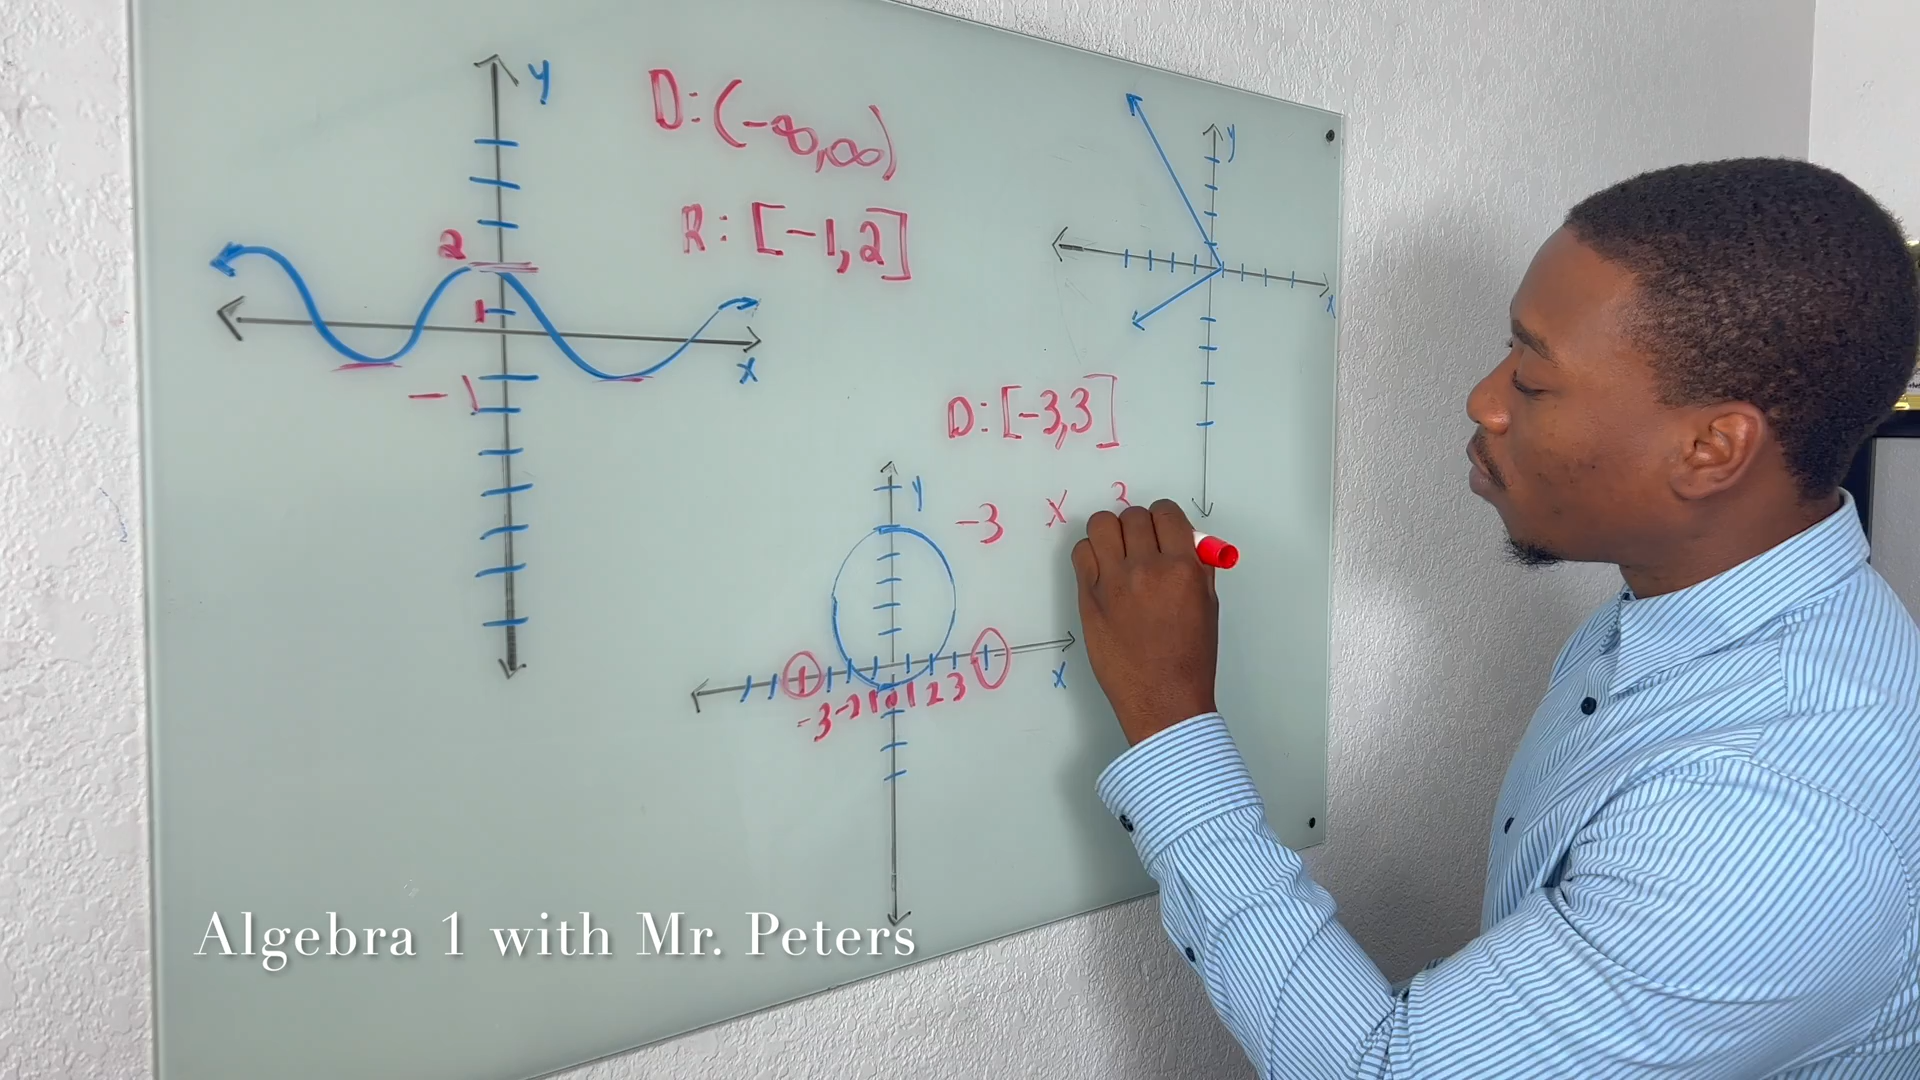 y
D: (-∞,∞)
R: [-1,2]
2
1
-1
x
y
x
D: [-3,3]
y
-3 x 3
x
-3 -2 -1 0 1 2 3
Algebra 1 with Mr. Peters